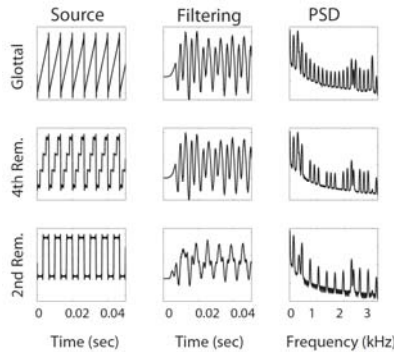 Source Filtering PSD
Glottal
4th Rem.
2nd Rem.
0 0.02 0.04 0 0.02 0.04 0 1 2 3
Time (sec) Time (sec) Frequency (kHz)